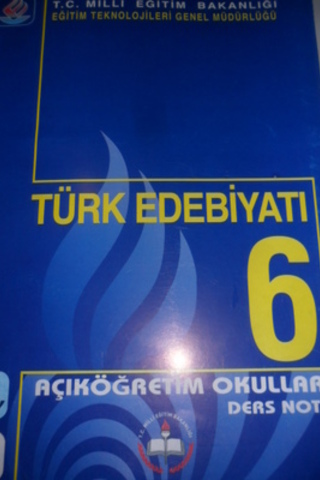 T.C. MİLLİ EĞİTİM BAKANLIĞI
EĞİTİM TEKNOLOJİLERİ GENEL MÜDÜRLÜĞÜ
TÜRK EDEBİYATI
6
AÇIKÖĞRETİM OKULLAR
DERS NOT